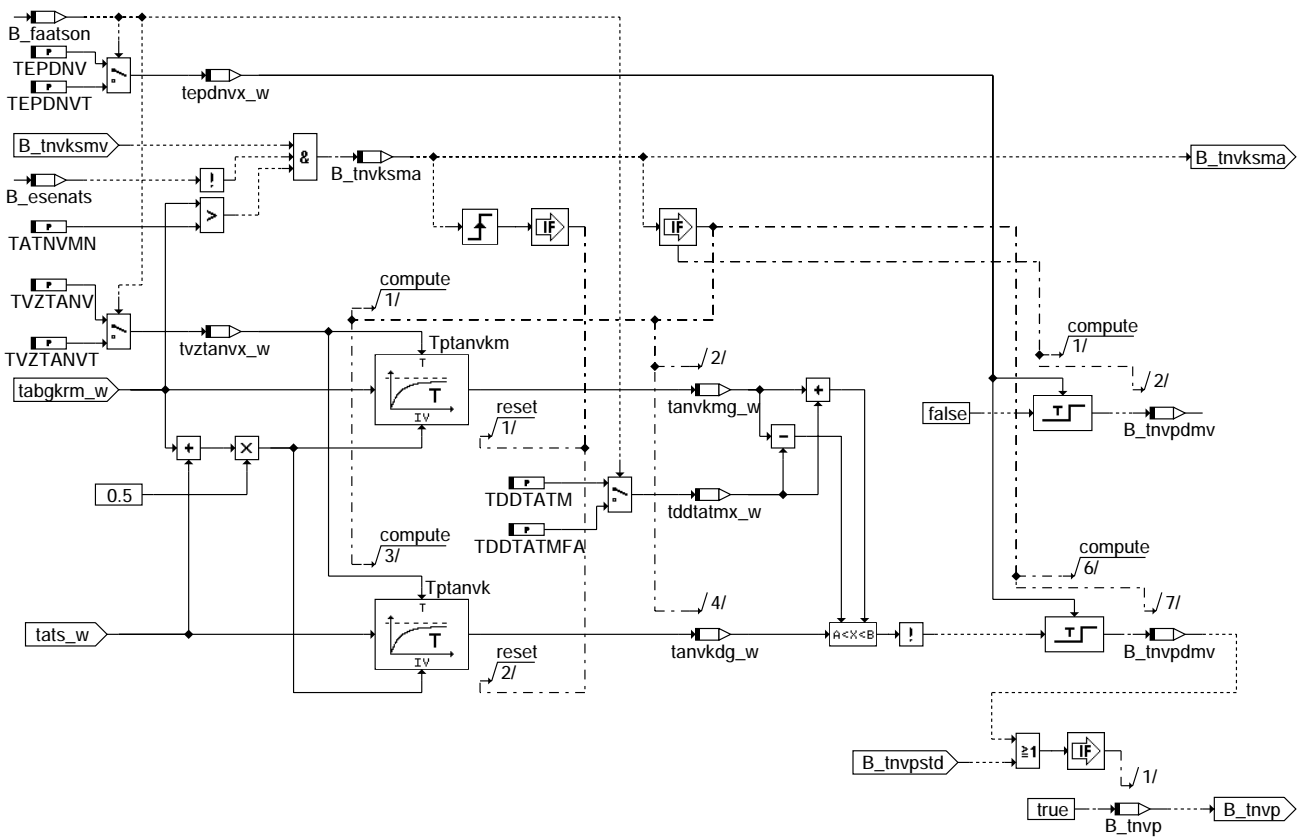 B_faatson
P
TEPDNV
P
TEPDNVT
tepdnvx_w
B_tnvksmv
&
B_tnvksma
B_tnvksma
B_esenats
!
>
P
TATNVMN
IF
IF
P
TVZTANV
P
TVZTANVT
tvztanvx_w
compute
1/
compute
1/
Tptanvkm
T
T
IV
2/
2/
tabgkrm_w
tanvkmg_w
+
-
false
T
B_tnvpdmv
reset
1/
+
×
0.5
P
TDDTATM
P
TDDTATMFA
tddtatmx_w
compute
3/
compute
6/
Tptanvk
T
T
IV
4/
7/
tats_w
tanvkdg_w
A<X<B
!
T
B_tnvpdmv
reset
2/
B_tnvpstd
≥1
IF
1/
true
B_tnvp
B_tnvp